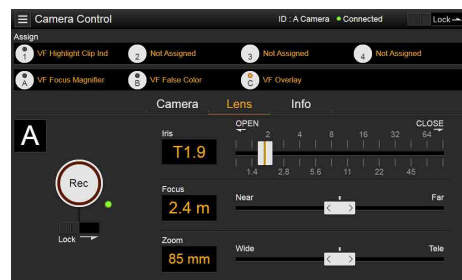 Camera Control
ID : A Camera
Connected
Lock
Assign
1 VF Highlight Clip Ind
2 Not Assigned
3 Not Assigned
4 Not Assigned
A VF Focus Magnifier
B VF False Color
C VF Overlay
Camera Lens Info
A
Rec
Lock
Iris
T1.9
OPEN CLOSE
2 4 8 16 32 64
1.4 2.8 5.6 11 22 45
Focus
2.4 m
Near Far
Zoom
85 mm
Wide Tele